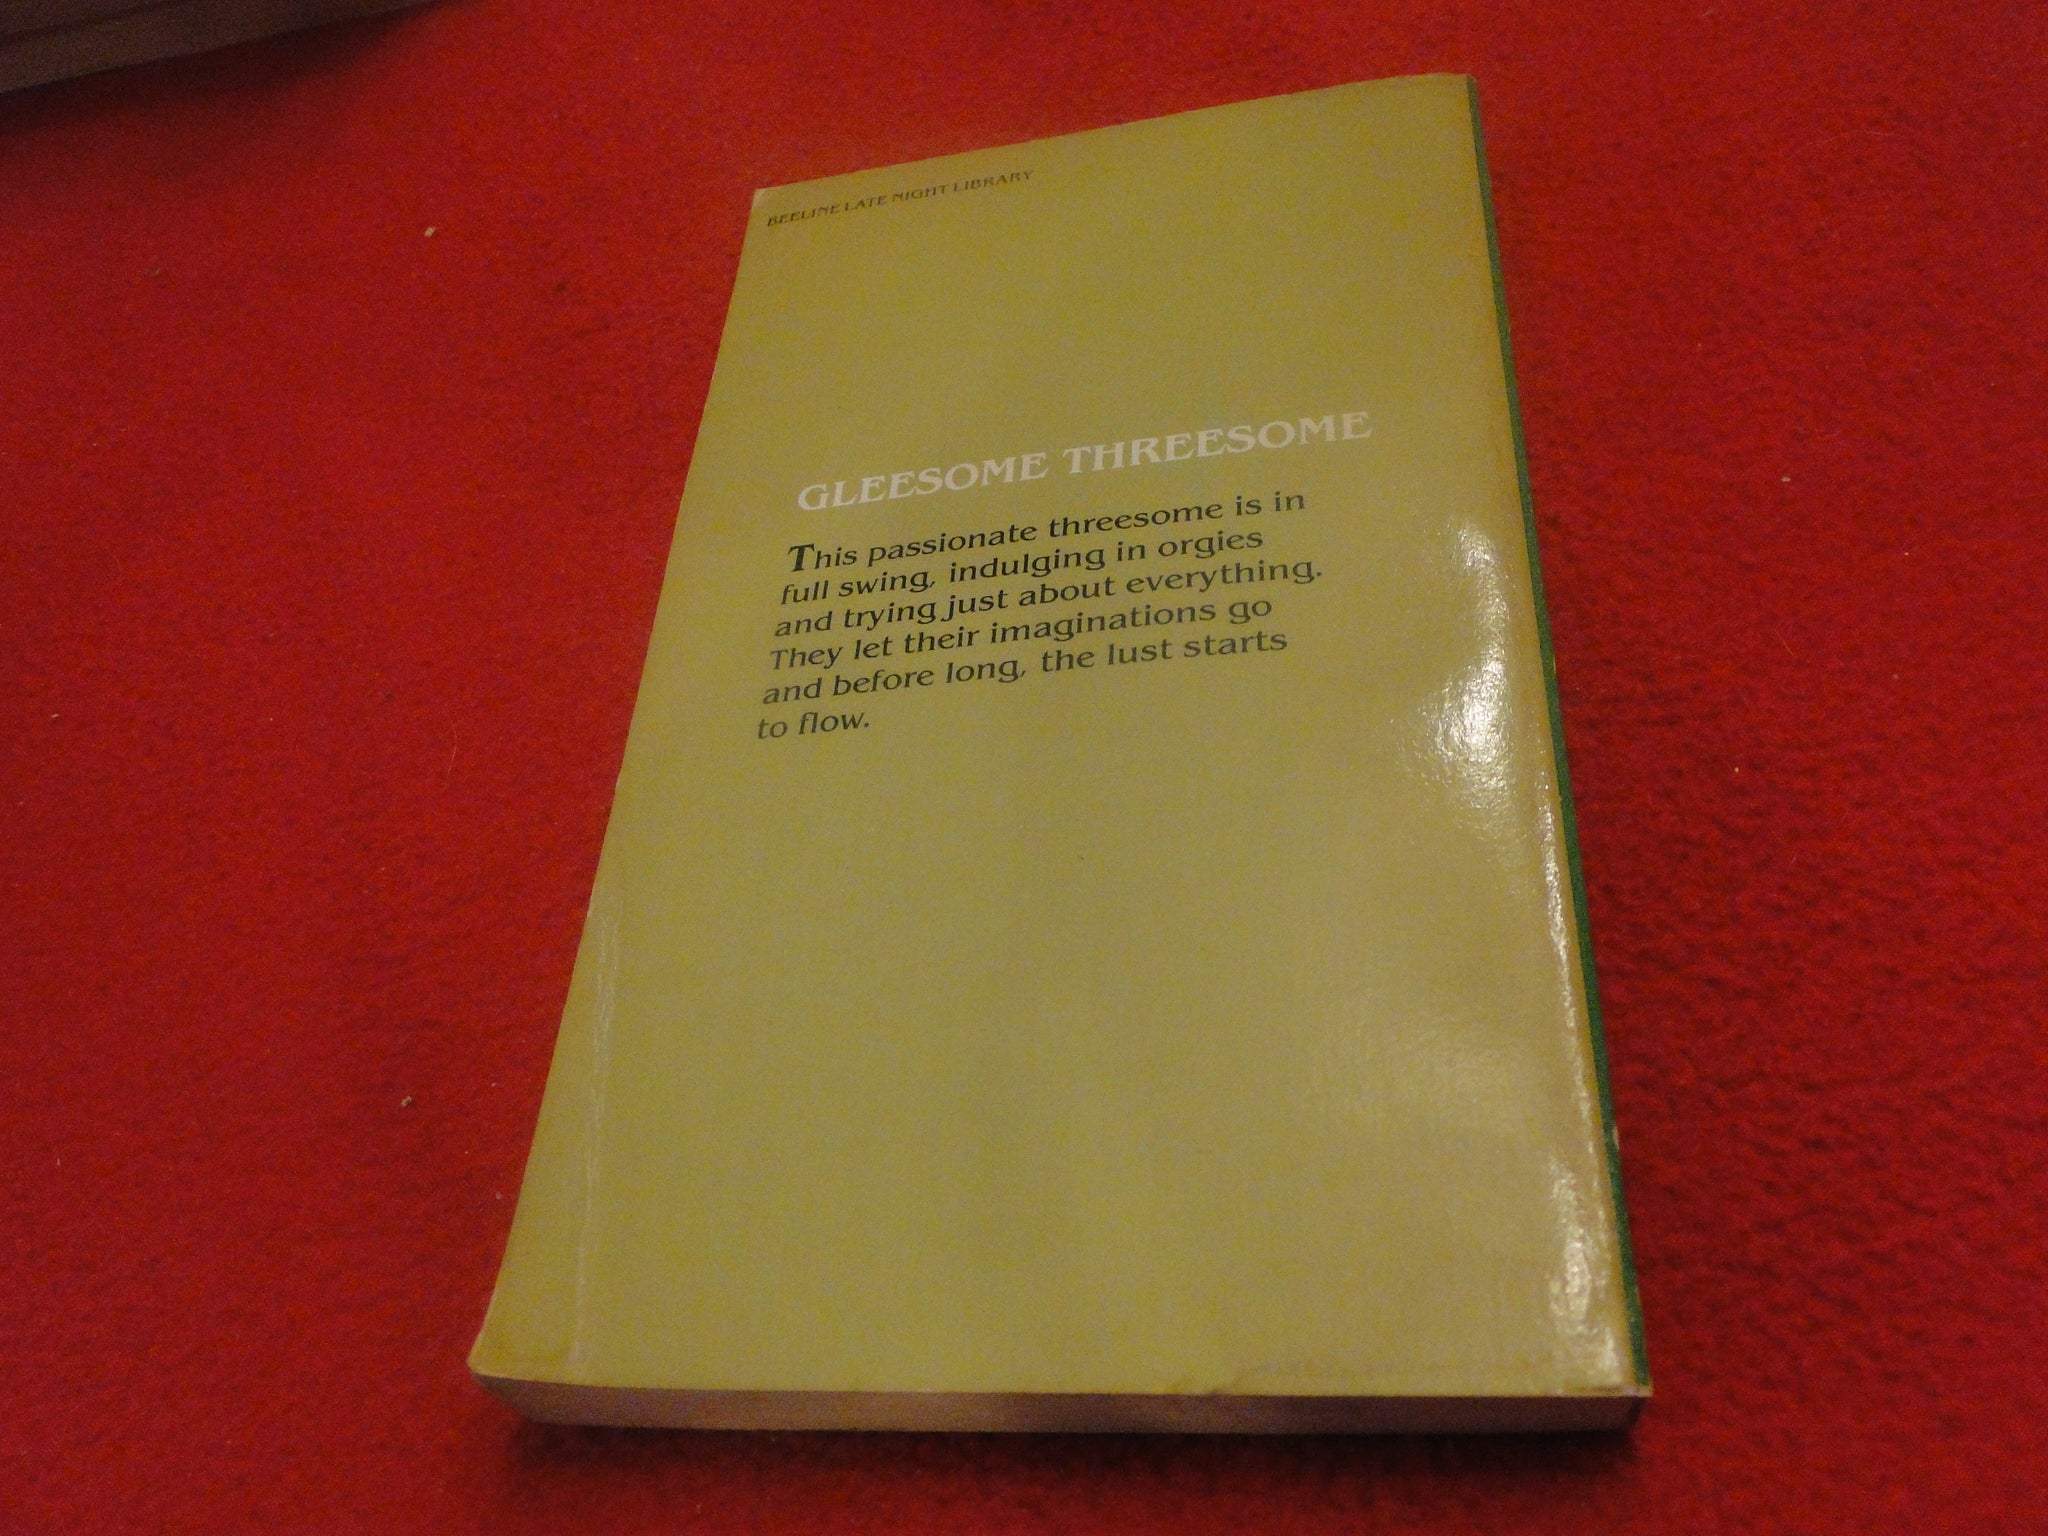 BEELINE LATE NIGHT LIBRARY
GLEESOME THREESOME
This passionate threesome is in
full swing, indulging in orgies
and trying just about everything.
They let their imaginations go
and before long, the lust starts
to flow.